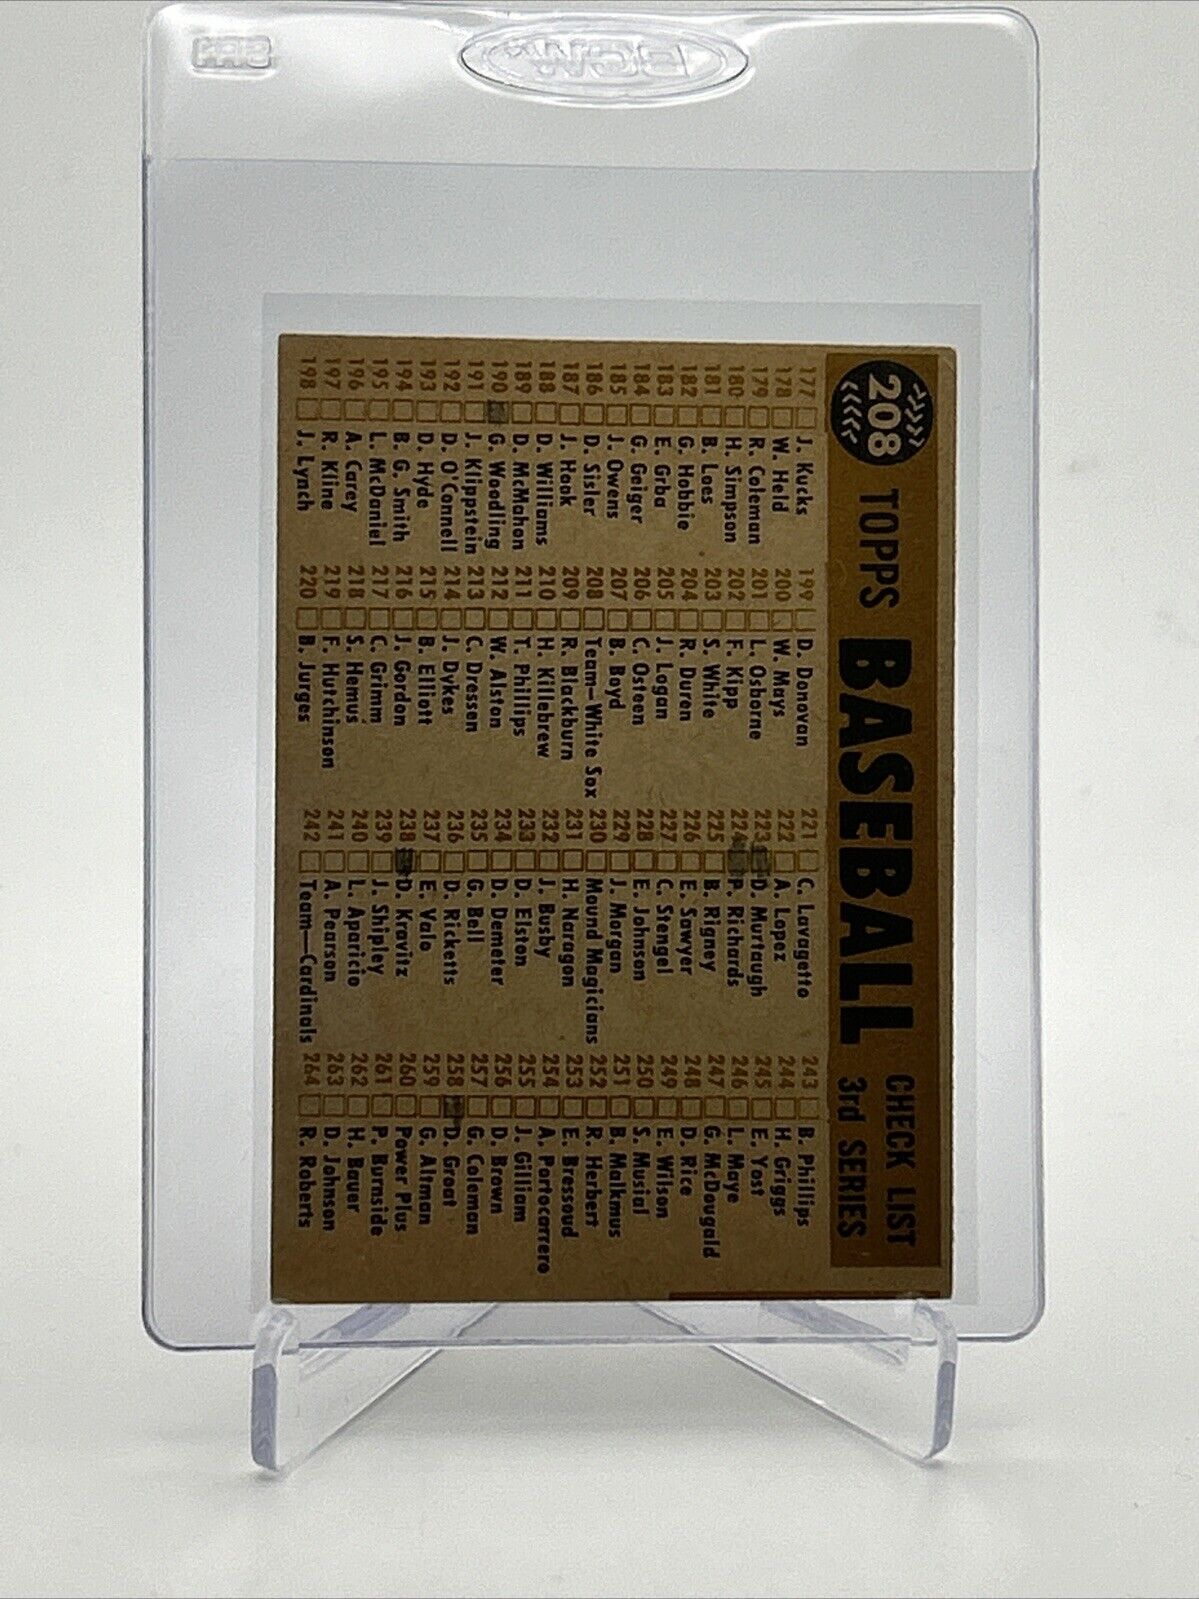 BCW
208 TOPPS BASEBALL CHECK LIST 3rd SERIES
177 J. Kucks
178 W. Held
179 R. Coleman
180 H. Simpson
181 B. Loes
182 G. Hobbie
183 E. Grba
184 G. Geiger
185 J. Owens
186 D. Sisler
187 J. Hook
188 D. Williams
189 D. McMahon
190 G. Woodling
191 J. Klippstein
192 D. O'Connell
193 D. Hyde
194 B. G. Smith
195 L. McDaniel
196 A. Carey
197 R. Kline
198 J. Lynch
199 D. Donovan
200 W. Mays
201 L. Osborne
202 F. Kipp
203 S. White
204 R. Duren
205 J. Logan
206 C. Osteen
207 B. Boyd
208 Team—White Sox
209 R. Blackburn
210 H. Killebrew
211 T. Phillips
212 W. Alston
213 C. Dressen
214 J. Dykes
215 B. Elliott
216 J. Gordon
217 C. Grimm
218 S. Hemus
219 F. Hutchinson
220 B. Jurges
221 C. Lavagetto
222 A. Lopez
223 D. Murtaugh
224 P. Richards
225 B. Rigney
226 E. Sawyer
227 C. Stengel
228 E. Johnson
229 J. Morgan
230 Mound Magicians
231 H. Naragon
232 J. Busby
233 D. Elston
234 D. Demeter
235 G. Bell
236 D. Ricketts
237 E. Valo
238 D. Kravitz
239 J. Shipley
240 L. Aparicio
241 A. Pearson
242 Team—Cardinals
243 B. Phillips
244 H. Griggs
245 E. Yost
246 L. Maye
247 G. McDougald
248 D. Rice
249 E. Wilson
250 S. Musial
251 B. Malkmus
252 R. Herbert
253 E. Bressoud
254 A. Portocarrero
255 J. Gilliam
256 D. Brown
257 G. Coleman
258 D. Groat
259 G. Altman
260 Power Plus
261 P. Burnside
262 H. Bauer
263 D. Johnson
264 R. Roberts